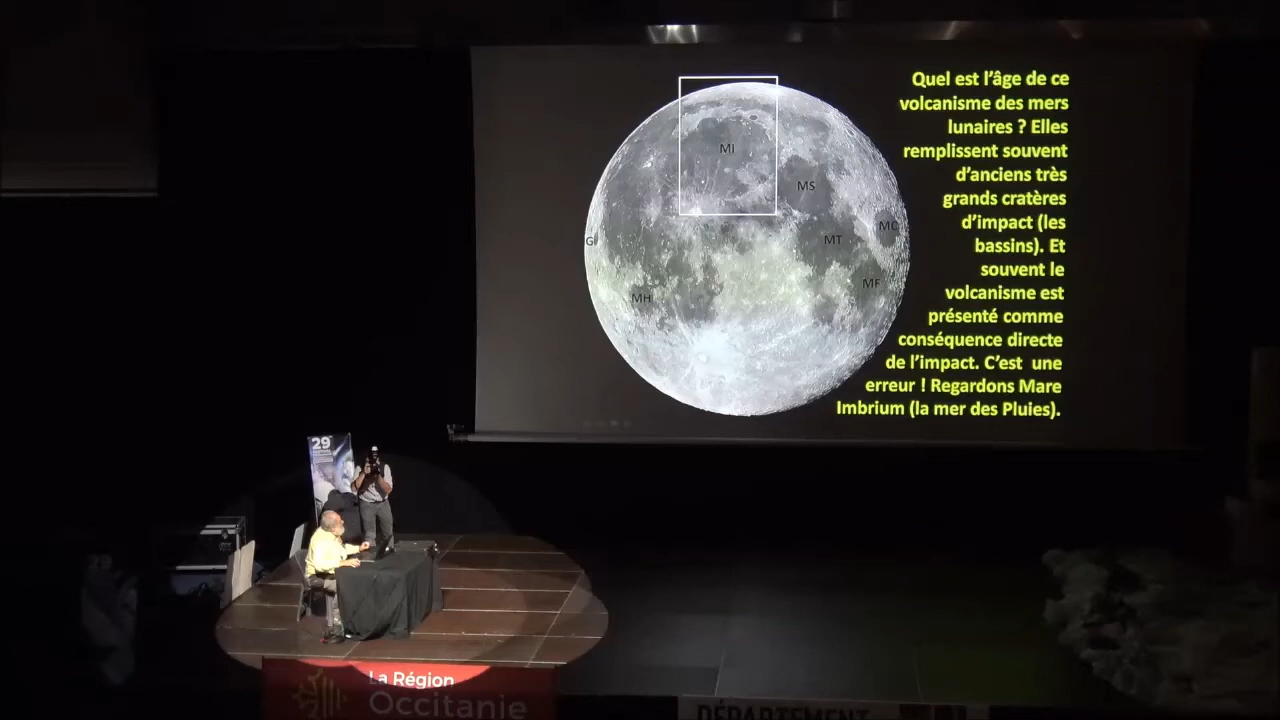 Quel est l’âge de ce
volcanisme des mers
lunaires ? Elles
remplissent souvent
d’anciens très
grands cratères
d’impact (les
bassins). Et
souvent le
volcanisme est
présenté comme
conséquence directe
de l’impact. C’est une
erreur ! Regardons Mare
Imbrium (la mer des Pluies).
MI
MS
MC
MT
G
MF
MH
29
La Région
Occitanie
DÉPARTEMENT